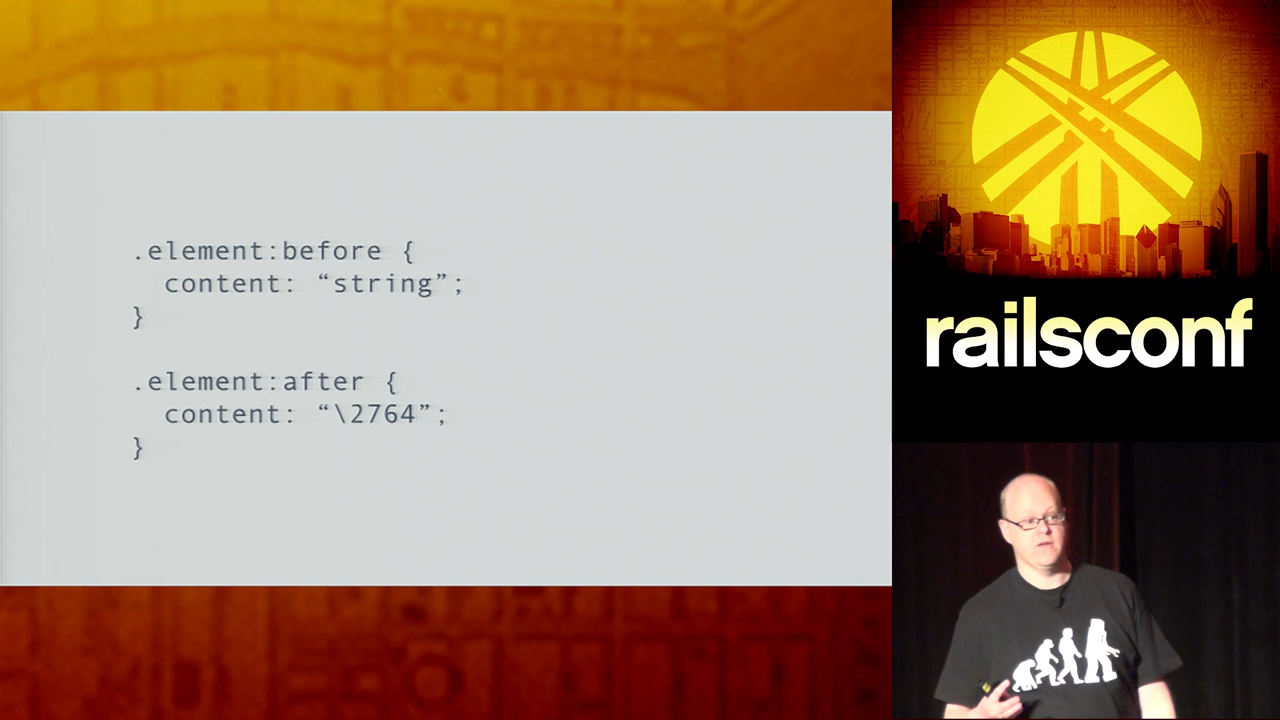 .element:before {
  content: “string”;
}
.element:after {
  content: “\2764”;
}
railsconf